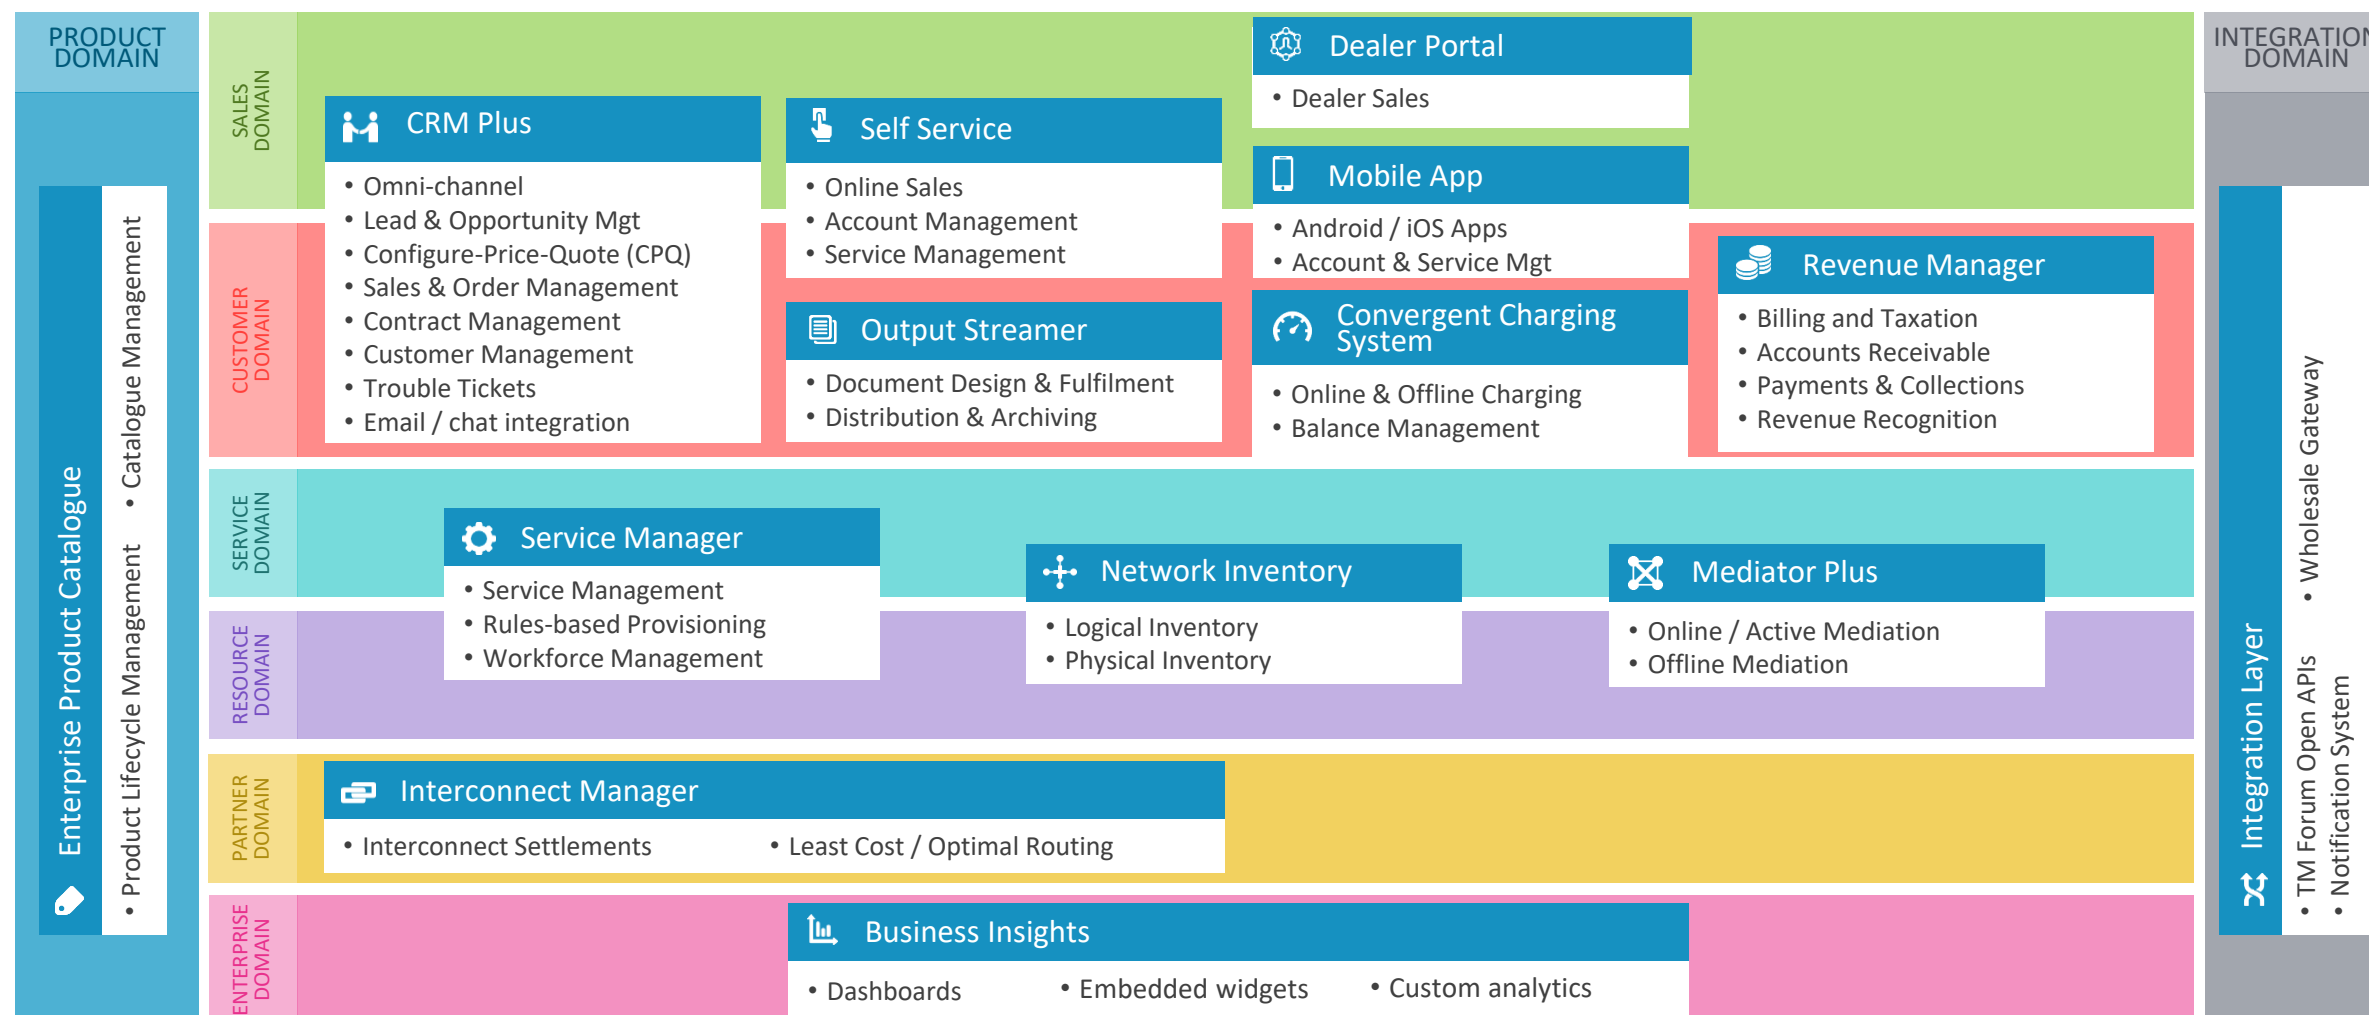 PRODUCT
DOMAIN
Enterprise Product Catalogue
• Product Lifecycle Management
• Catalogue Management
SALES
DOMAIN
CRM Plus
• Omni-channel
• Lead & Opportunity Mgt
• Configure-Price-Quote (CPQ)
• Sales & Order Management
• Contract Management
• Customer Management
• Trouble Tickets
• Email / chat integration
Self Service
• Online Sales
• Account Management
• Service Management
Dealer Portal
• Dealer Sales
Mobile App
• Android / iOS Apps
• Account & Service Mgt
CUSTOMER
DOMAIN
Output Streamer
• Document Design & Fulfilment
• Distribution & Archiving
Convergent Charging
System
• Online & Offline Charging
• Balance Management
Revenue Manager
• Billing and Taxation
• Accounts Receivable
• Payments & Collections
• Revenue Recognition
SERVICE
DOMAIN
Service Manager
• Service Management
• Rules-based Provisioning
• Workforce Management
Network Inventory
• Logical Inventory
• Physical Inventory
Mediator Plus
• Online / Active Mediation
• Offline Mediation
RESOURCE
DOMAIN
PARTNER
DOMAIN
Interconnect Manager
• Interconnect Settlements
• Least Cost / Optimal Routing
ENTERPRISE
DOMAIN
Business Insights
• Dashboards
• Embedded widgets
• Custom analytics
INTEGRATION
DOMAIN
Integration Layer
• TM Forum Open APIs
• Wholesale Gateway
• Notification System